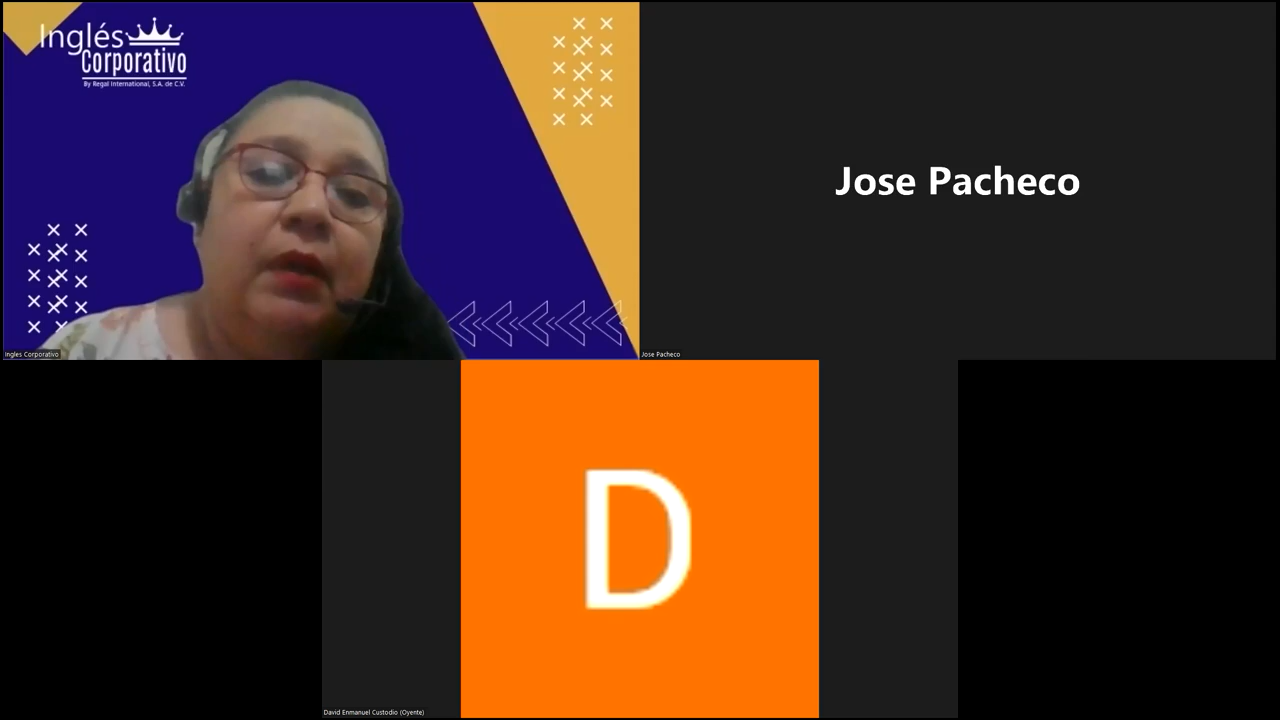 Inglés
Corporativo
By Regal International, S.A. de C.V.
Ingles Corporativo
Jose Pacheco
Jose Pacheco
D
David Enmanuel Custodio (Oyente)